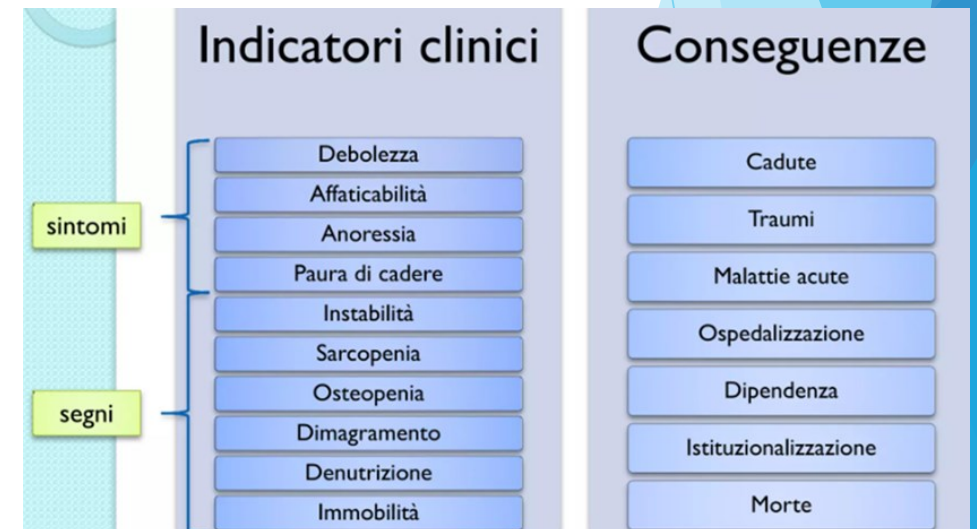 Indicatori clinici
Conseguenze
sintomi
Debolezza
Affaticabilità
Anoressia
Paura di cadere
segni
Instabilità
Sarcopenia
Osteopenia
Dimagramento
Denutrizione
Immobilità
Cadute
Traumi
Malattie acute
Ospedalizzazione
Dipendenza
Istituzionalizzazione
Morte